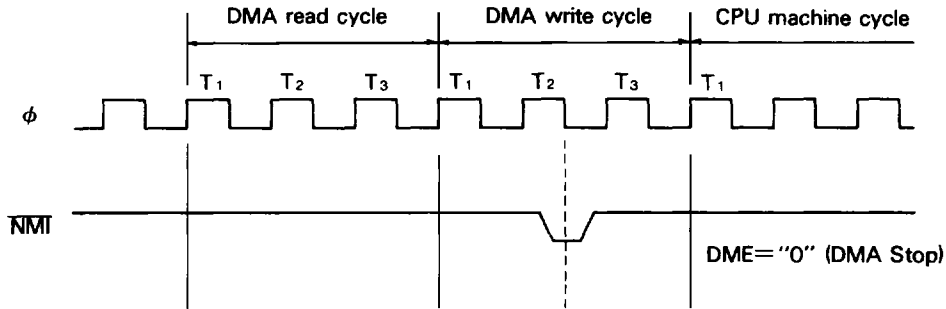 DMA read cycle DMA write cycle CPU machine cycle
T₁ T₂ T₃ T₁ T₂ T₃ T₁
ϕ
N̅M̅I̅
DME="0" (DMA Stop)